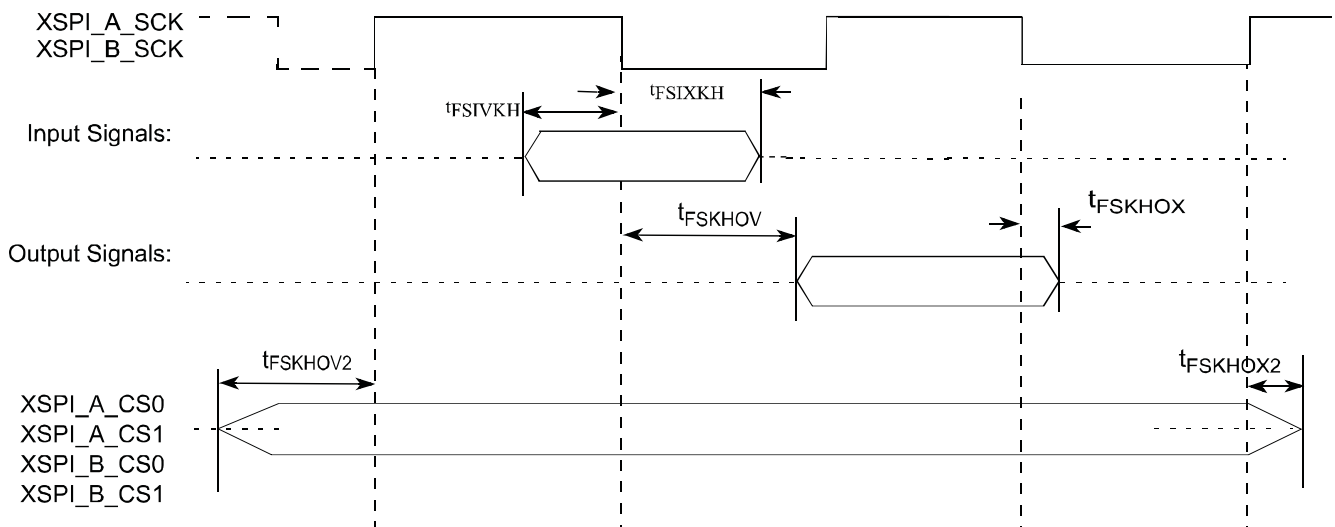 XSPI_A_SCK
XSPI_B_SCK
tFSIVKH
tFSIXKH
Input Signals:
tFSKHOV
tFSKHOX
Output Signals:
tFSKHOV2
tFSKHOX2
XSPI_A_CS0
XSPI_A_CS1
XSPI_B_CS0
XSPI_B_CS1